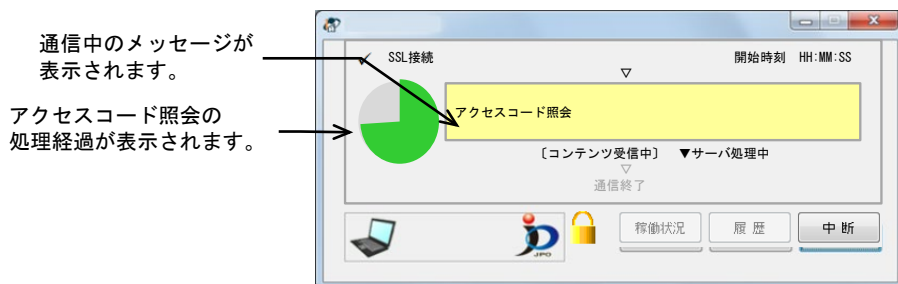 通信中のメッセージが
表示されます。
アクセスコード照会の
処理経過が表示されます。
SSL接続
開始時刻 HH:MM:SS
▽
アクセスコード照会
〔コンテンツ受信中〕 ▼サーバ処理中
▽
通信終了
JPO
稼働状況
履 歴
中 断